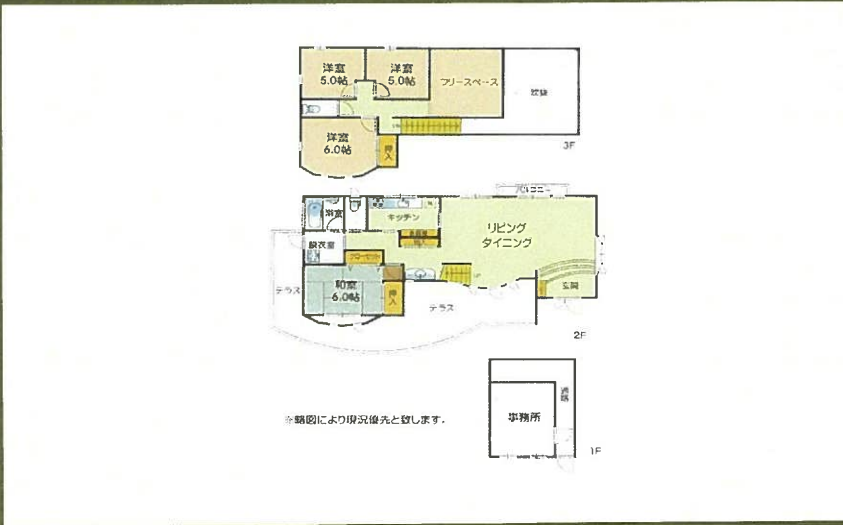 洋室
5.0帖
洋室
5.0帖
フリースペース
吹抜
洋室
6.0帖
押入
3F
バルコニー
浴室
キッチン
リビング
タイニング
脱衣室
クローゼット
和室
6.0帖
押入
UP
玄関
テラス
テラス
2F
通路
事務所
1F
※略図により現況優先と致します.